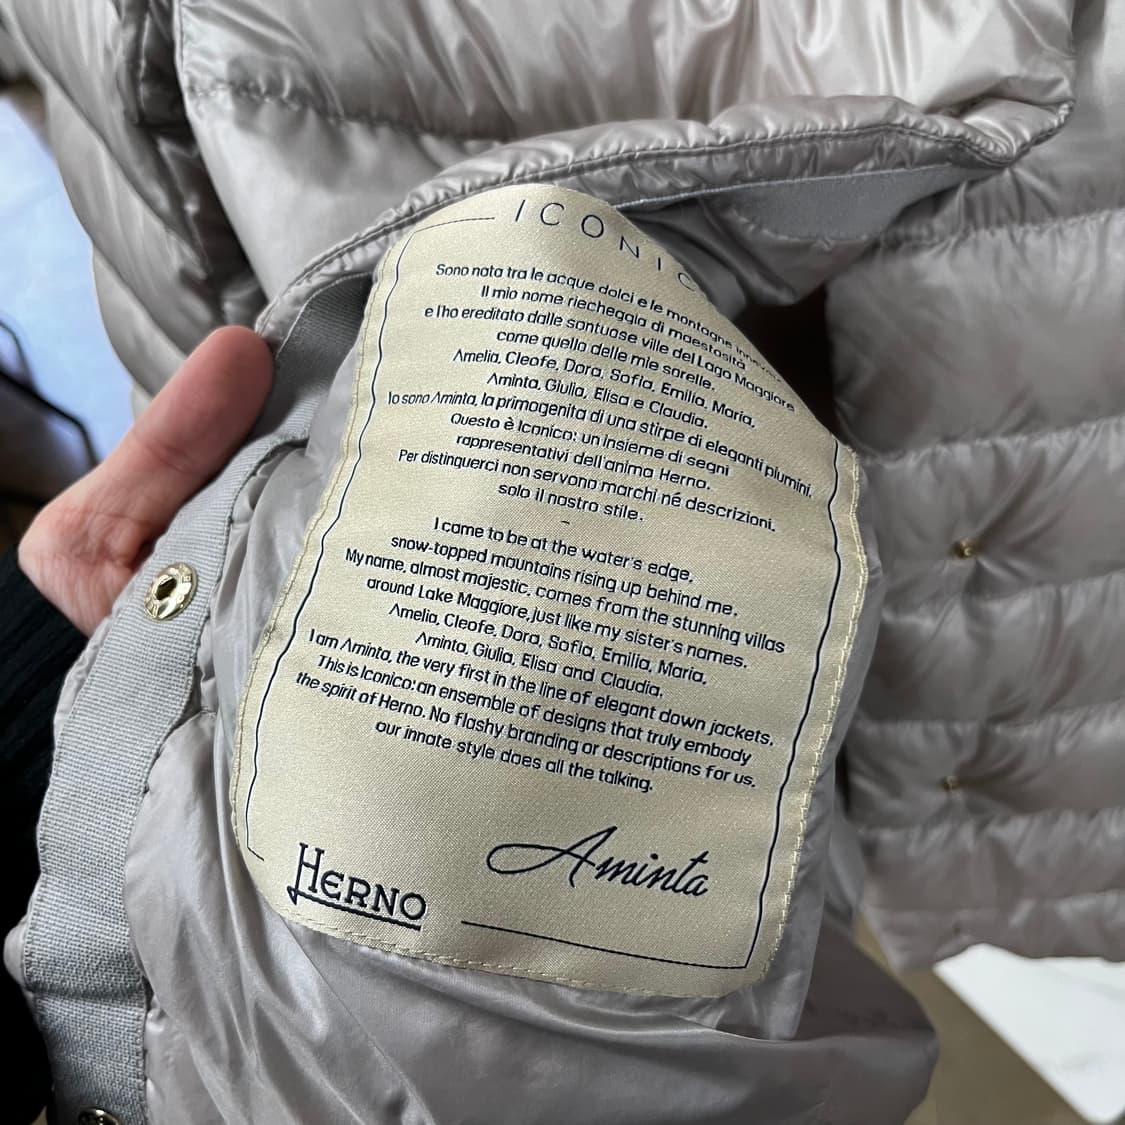 ICONIC
Sono nata tra le acque dolci e le montagne
Il mio nome riecheggia di maestosità
e l'ho ereditato dalle sontuose ville del Lago Maggiore
come quello delle mie sorelle.
Amelia, Cleofe, Dora, Sofia, Emilia, Maria,
Aminta, Giulia, Elisa e Claudia.
Io sono Aminta, la primogenita di una stirpe di eleganti piumini,
Questo è Iconico: un insieme di segni
rappresentativi dell'anima Herno.
Per distinguerci non servono marchi né descrizioni.
solo il nostro stile.
-
I came to be at the water's edge,
snow-topped mountains rising up behind me.
My name, almost majestic, comes from the stunning villas
around Lake Maggiore, just like my sister's names.
Amelia, Cleofe, Dora, Sofia, Emilia, Maria,
Aminta, Giulia, Elisa and Claudia.
I am Aminta, the very first in the line of elegant down jackets.
This is Iconico: an ensemble of designs that truly embody
the spirit of Herno. No flashy branding or descriptions for us,
our innate style does all the talking.
HERNO
Aminta